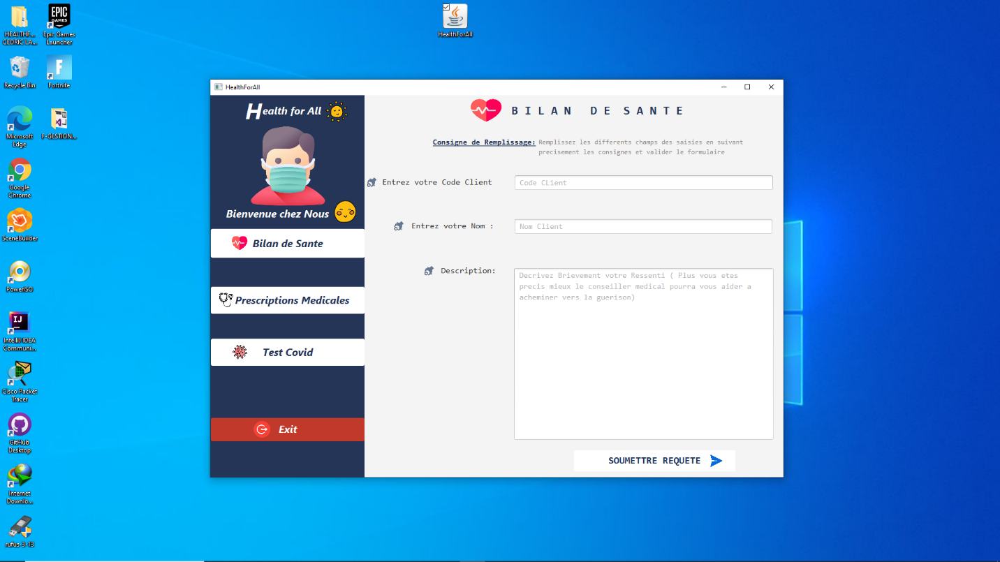 HEALTHF...
CEDRIC LA...
EPIC
GAMES
Epic Games
Launcher
HealthForAll
Recycle Bin
F
Fortnite
Microsoft
Edge
F-GESTION...
Google
Chrome
SceneBuilder
PowerISO
IJ
IntelliJ IDEA
Communi...
Cisco Packet
Tracer
GitHub
Desktop
Internet
Downlo...
rufus-3-13
HealthForAll
Health for All
Bienvenue chez Nous
Bilan de Sante
Prescriptions Medicales
Test Covid
Exit
BILAN DE SANTE
Consigne de Remplissage: Remplissez les differents champs des saisies en suivant
precisement les consignes et valider le formulaire
Entrez votre Code Client
Code CLient
Entrez votre Nom :
Nom Client
Description:
Decrivez Brievement votre Ressenti ( Plus vous etes
precis mieux le conseiller medical pourra vous aider a
acheminer vers la guerison)
SOUMETTRE REQUETE